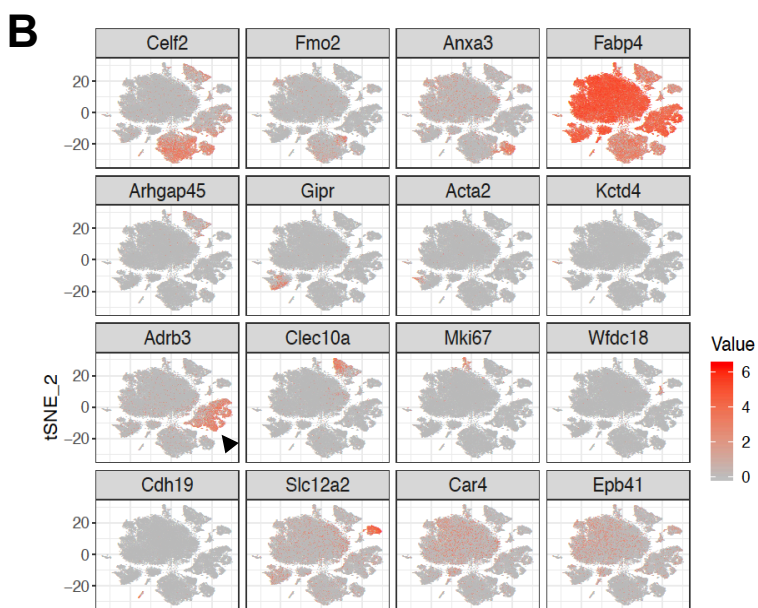 B
Celf2 Fmo2 Anxa3 Fabp4
20
0
−20
Arhgap45 Gipr Acta2 Kctd4
20
0
−20
Adrb3 Clec10a Mki67 Wfdc18
20
0
−20
Cdh19 Slc12a2 Car4 Epb41
20
0
−20
tSNE_2
Value
6
4
2
0